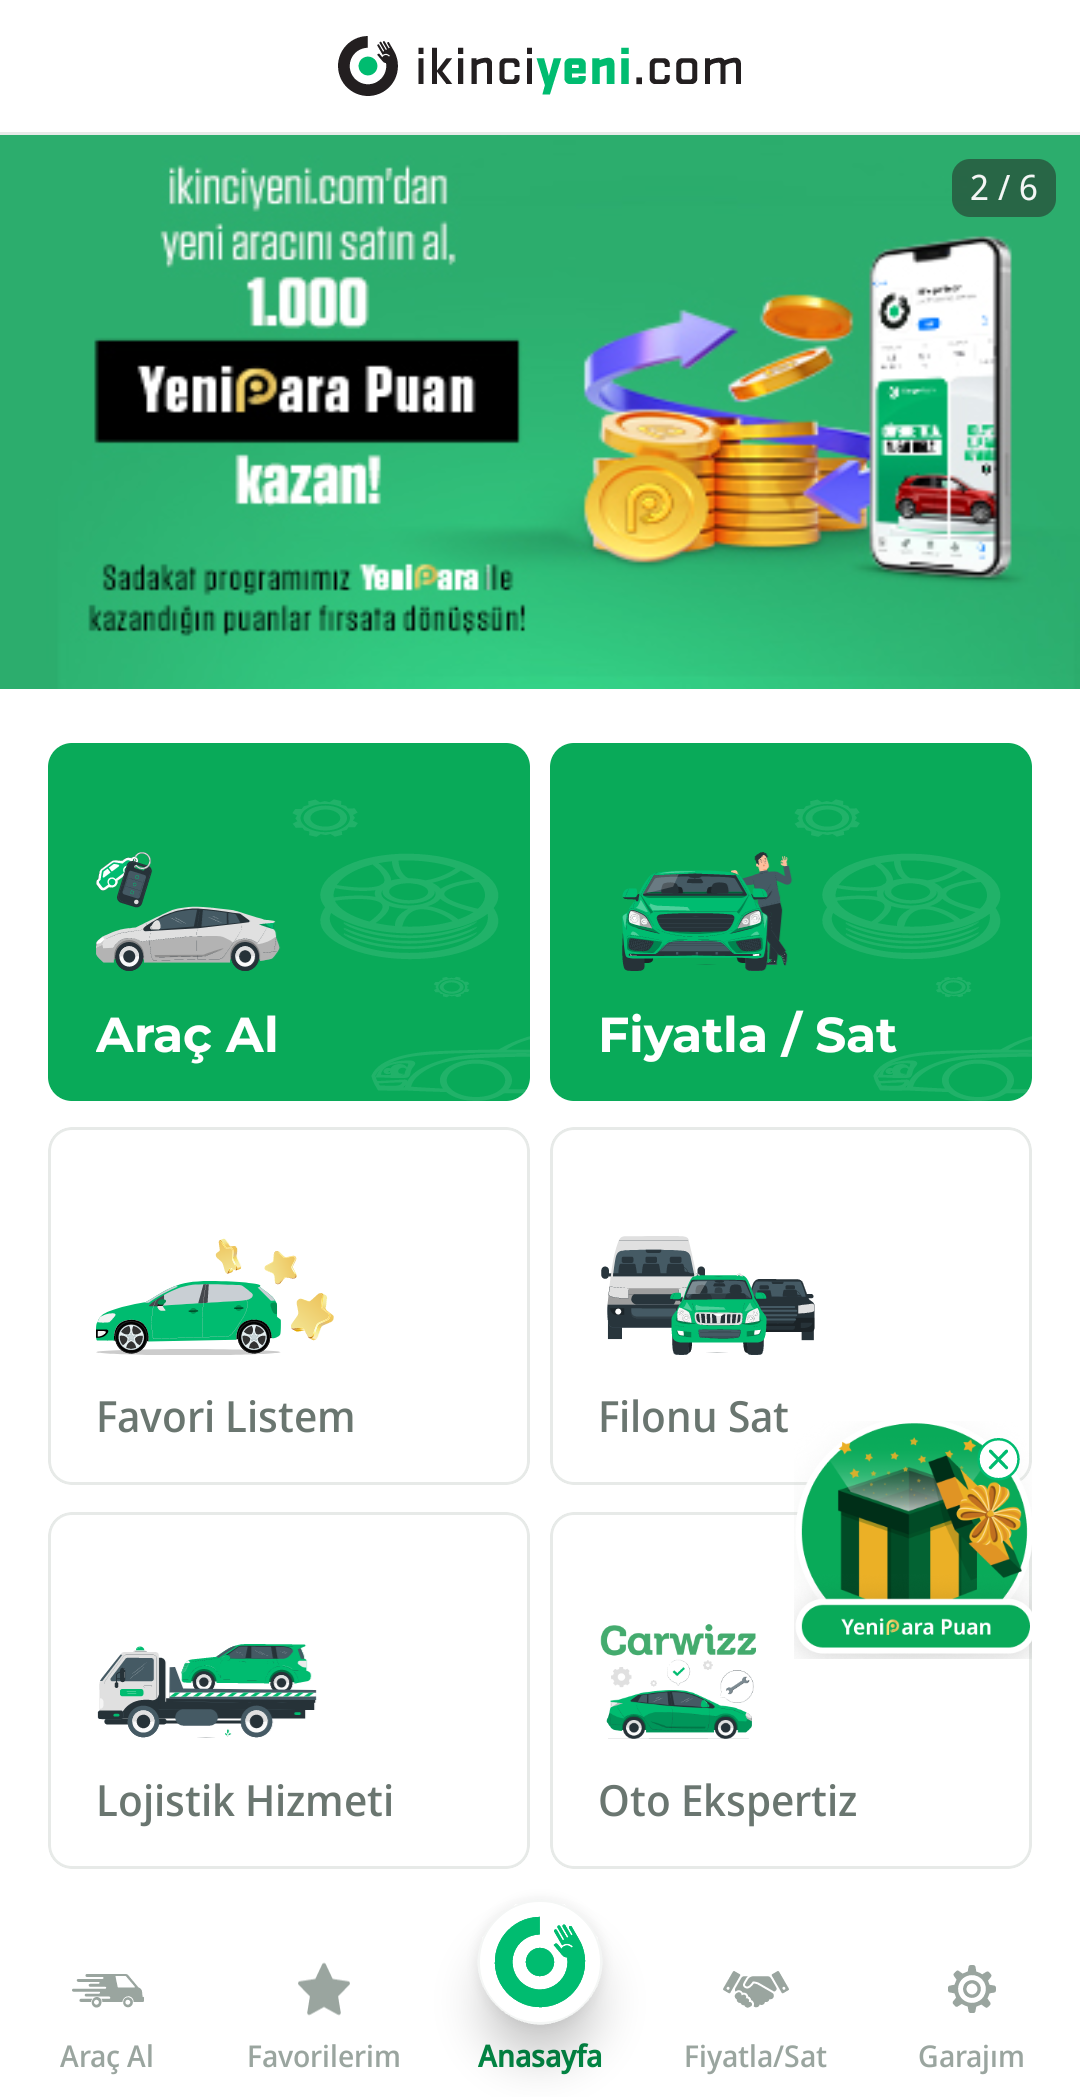 ikinciyeni.com
2 / 6
ikinciyeni.com'dan
yeni aracını satın al,
1.000
YeniPara Puan
kazan!
Sadakat programımız YeniPara ile
kazandığın puanlar fırsata dönüşsün!
Araç Al
Fiyatla / Sat
Favori Listem
Filonu Sat
YeniPara Puan
Carwizz
Lojistik Hizmeti
Oto Ekspertiz
Araç Al
Favorilerim
Anasayfa
Fiyatla/Sat
Garajım